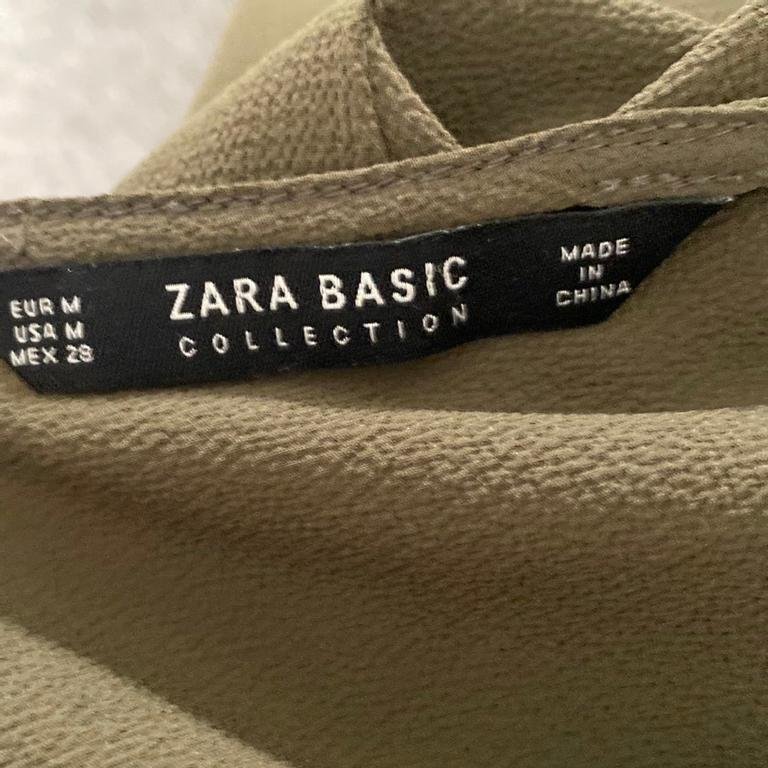 EUR M
USA M
MEX 28
ZARA BASIC
COLLECTION
MADE
IN
CHINA